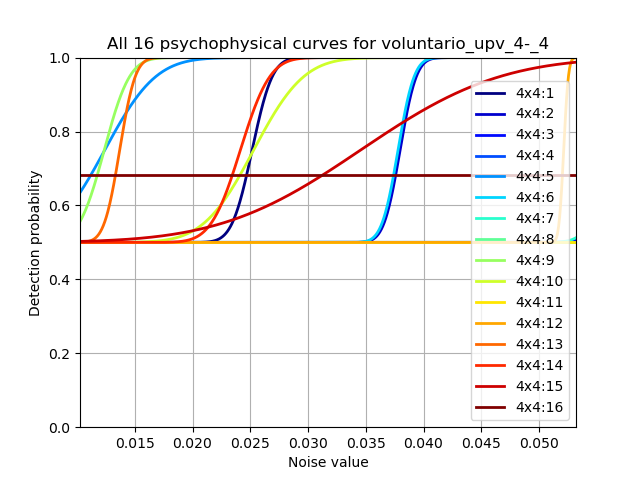 All 16 psychophysical curves for voluntario_upv_4-_4
1.0
0.8
0.6
0.4
0.2
0.0
Detection probability
0.015 0.020 0.025 0.030 0.035 0.040 0.045 0.050
Noise value
4x4:1
4x4:2
4x4:3
4x4:4
4x4:5
4x4:6
4x4:7
4x4:8
4x4:9
4x4:10
4x4:11
4x4:12
4x4:13
4x4:14
4x4:15
4x4:16